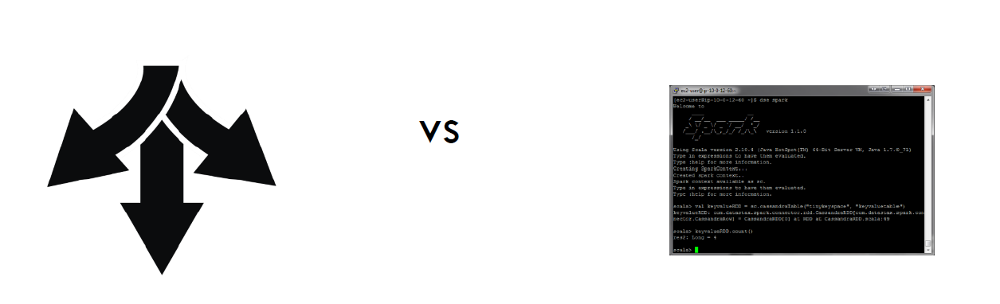 vs
ec2-user@ip-10-0-12-60:~
[ec2-user@ip-10-0-12-60 ~]$ dse spark
Welcome to
version 1.1.0
Using Scala version 2.10.4 (Java HotSpot(TM) 64-Bit Server VM, Java 1.7.0_71)
Type in expressions to have them evaluated.
Type :help for more information.
Creating SparkContext...
Created spark context..
Spark context available as sc.
Type in expressions to have them evaluated.
Type :help for more information.
scala> val keyvalueRDD = sc.cassandraTable("tinykeyspace", "keyvaluetable")
keyvalueRDD: com.datastax.spark.connector.rdd.CassandraRDD[com.datastax.spark.con
nector.CassandraRow] = CassandraRDD[0] at RDD at CassandraRDD.scala:49
scala> keyvalueRDD.count()
res2: Long = 4
scala>